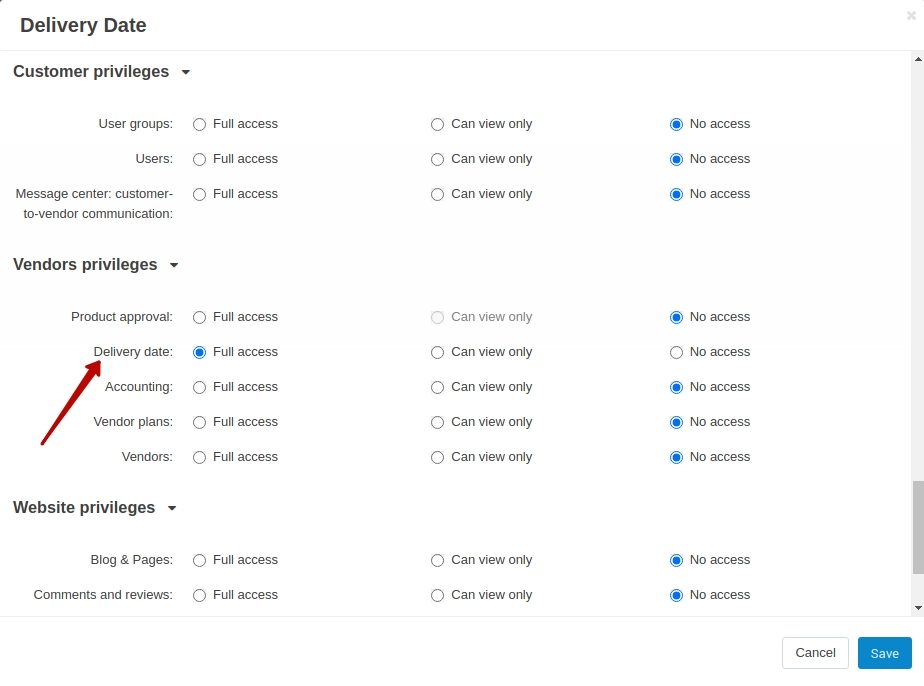 Delivery Date
Customer privileges
User groups: Full access Can view only No access
Users: Full access Can view only No access
Message center: customer- Full access Can view only No access
to-vendor communication:
Vendors privileges
Product approval: Full access Can view only No access
Delivery date: Full access Can view only No access
Accounting: Full access Can view only No access
Vendor plans: Full access Can view only No access
Vendors: Full access Can view only No access
Website privileges
Blog & Pages: Full access Can view only No access
Comments and reviews: Full access Can view only No access
Cancel Save